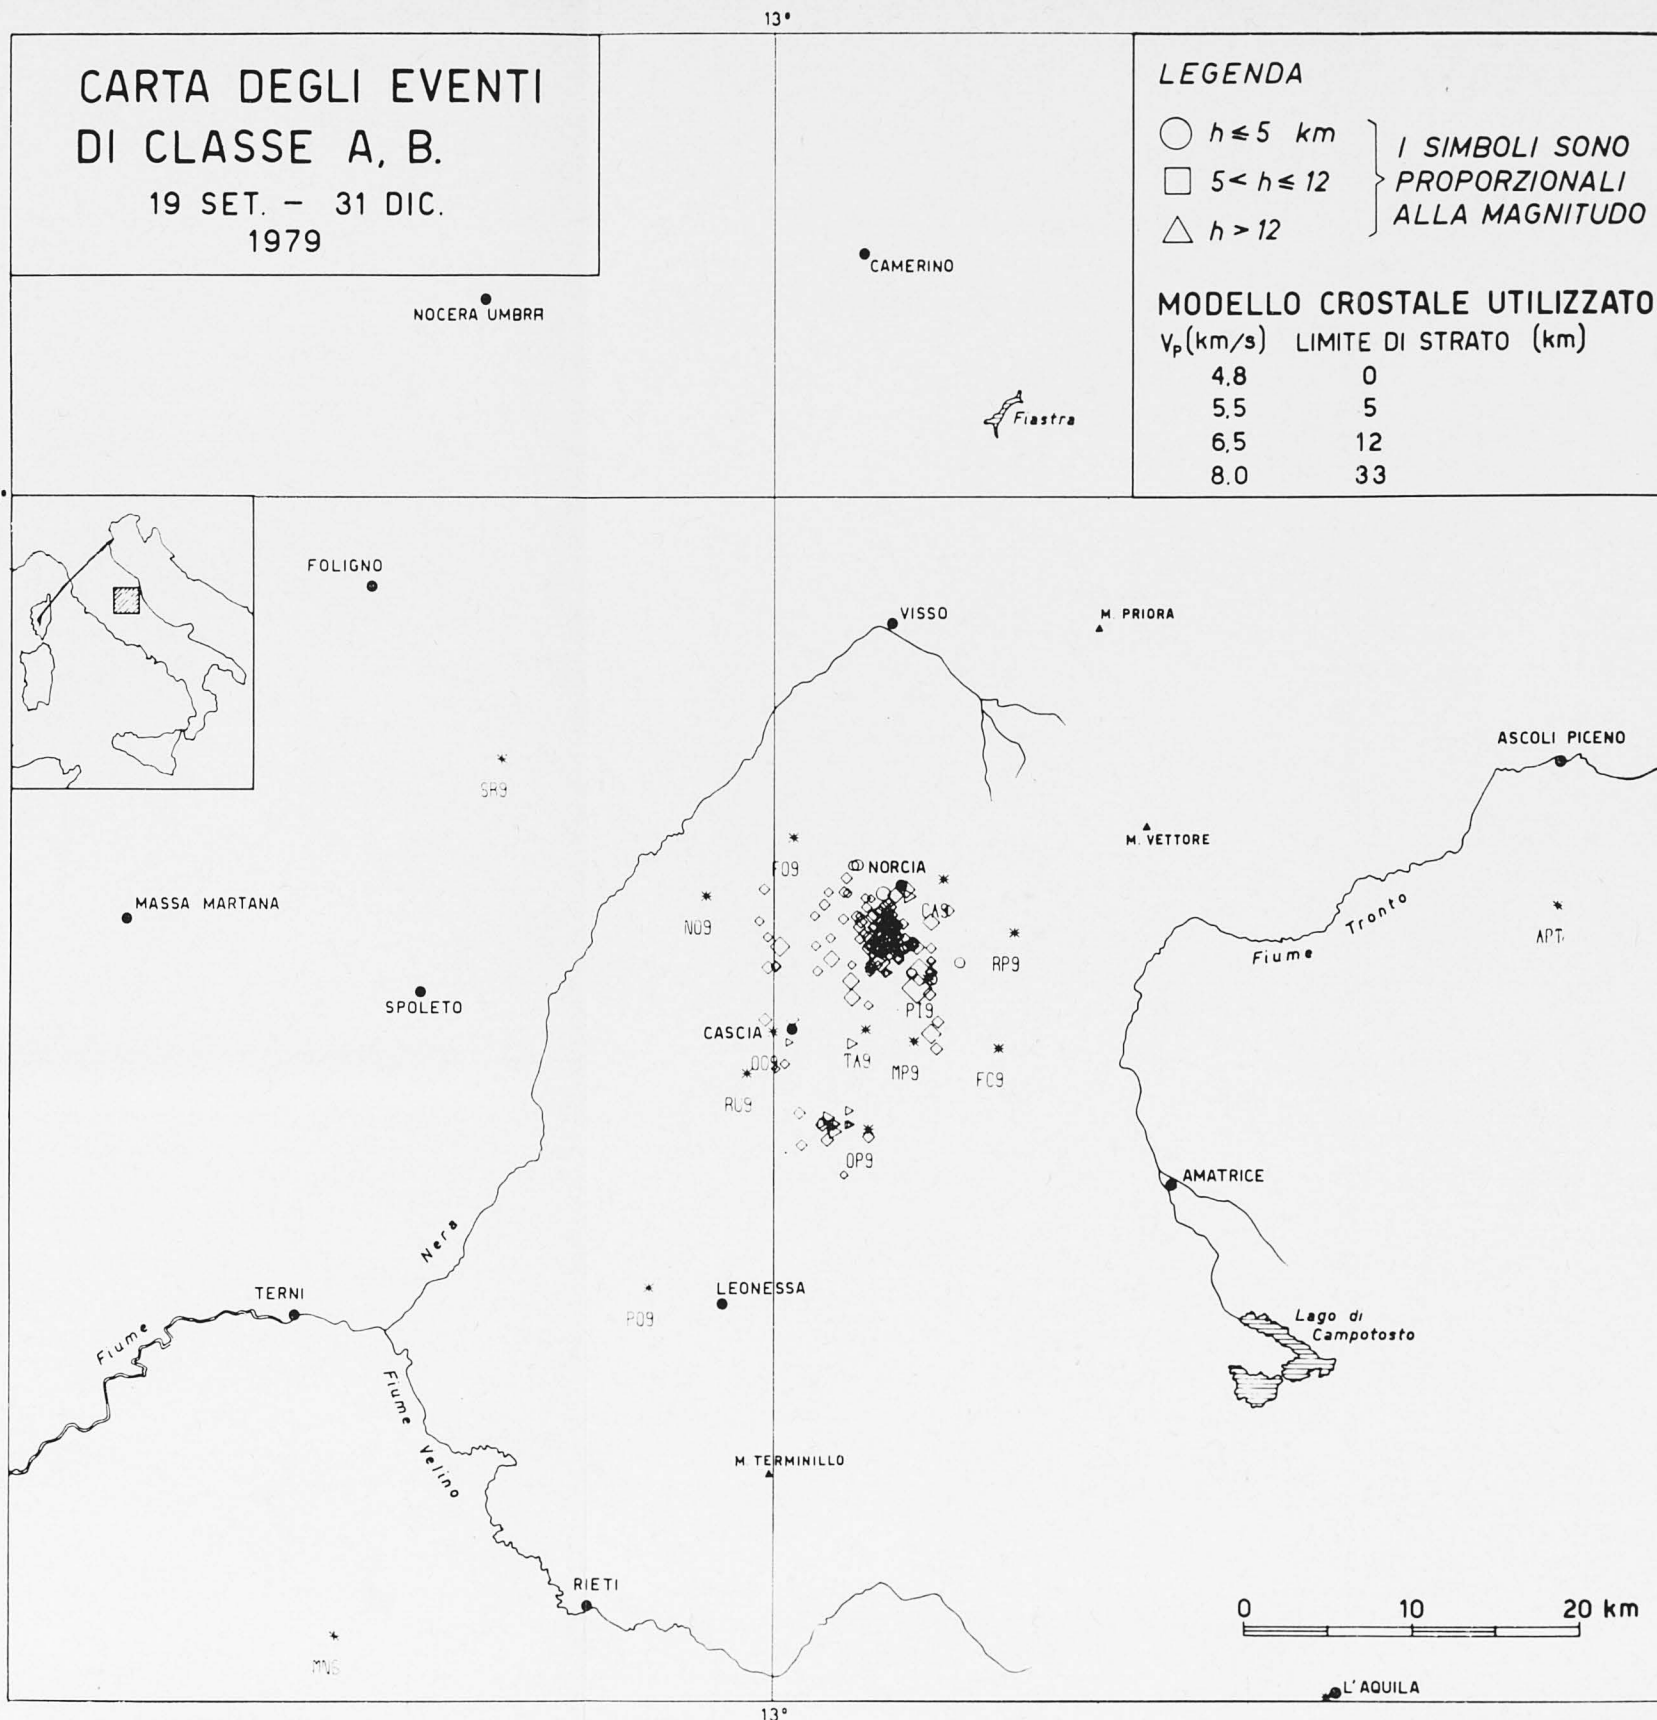 13°
CARTA DEGLI EVENTI
DI CLASSE A, B.
19 SET. – 31 DIC.
1979
LEGENDA
h ≤ 5 km
5 < h ≤ 12
h > 12
I SIMBOLI SONO
PROPORZIONALI
ALLA MAGNITUDO
MODELLO CROSTALE UTILIZZATO
Vp(km/s) LIMITE DI STRATO (km)
4,8 0
5,5 5
6,5 12
8.0 33
CAMERINO
NOCERA UMBRA
Fiastra
FOLIGNO
VISSO
M. PRIORA
ASCOLI PICENO
SA9
M. VETTORE
FO9
NORCIA
MASSA MARTANA
NO9
CA9
Fiume Tronto
APT
RP9
SPOLETO
PI9
CASCIA
TA9
MP9
FC9
RU9
OP9
AMATRICE
Nera
LEONESSA
TERNI
PO9
Lago di
Campotosto
Fiume
Fiume Velino
M. TERMINILLO
RIETI
0 10 20 km
L'AQUILA
13°